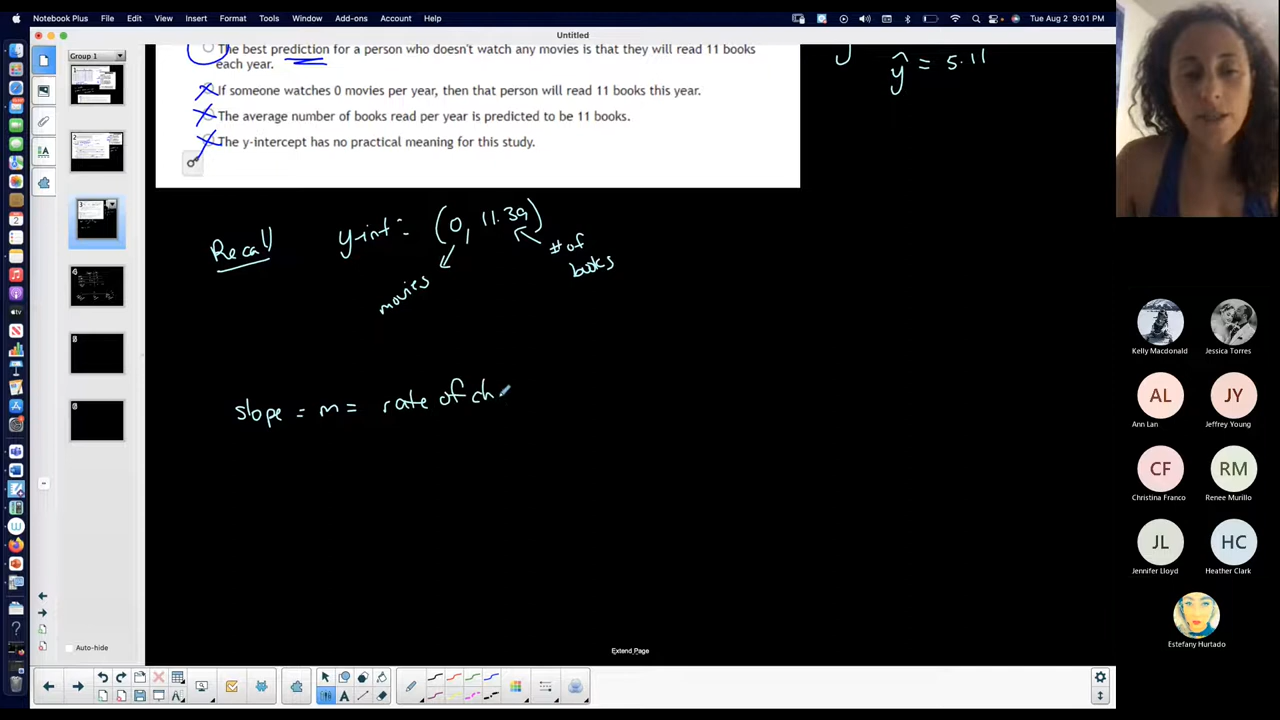 Notebook Plus File Edit View Insert Format Tools Window Add-ons Account Help Tue Aug 2 9:01 PM
Untitled
Group 1
The best prediction for a person who doesn't watch any movies is that they will read 11 books
each year.
If someone watches 0 movies per year, then that person will read 11 books this year.
The average number of books read per year is predicted to be 11 books.
The y-intercept has no practical meaning for this study.
ŷ = 5.11
Recall y-int = (0, 11.39)
# of
books
movies
slope = m = rate of ch
Kelly Macdonald Jessica Torres
AL JY
Ann Lan Jeffrey Young
CF RM
Christina Franco Renee Murillo
JL HC
Jennifer Lloyd Heather Clark
Estefany Hurtado
Auto-hide
Extend Page